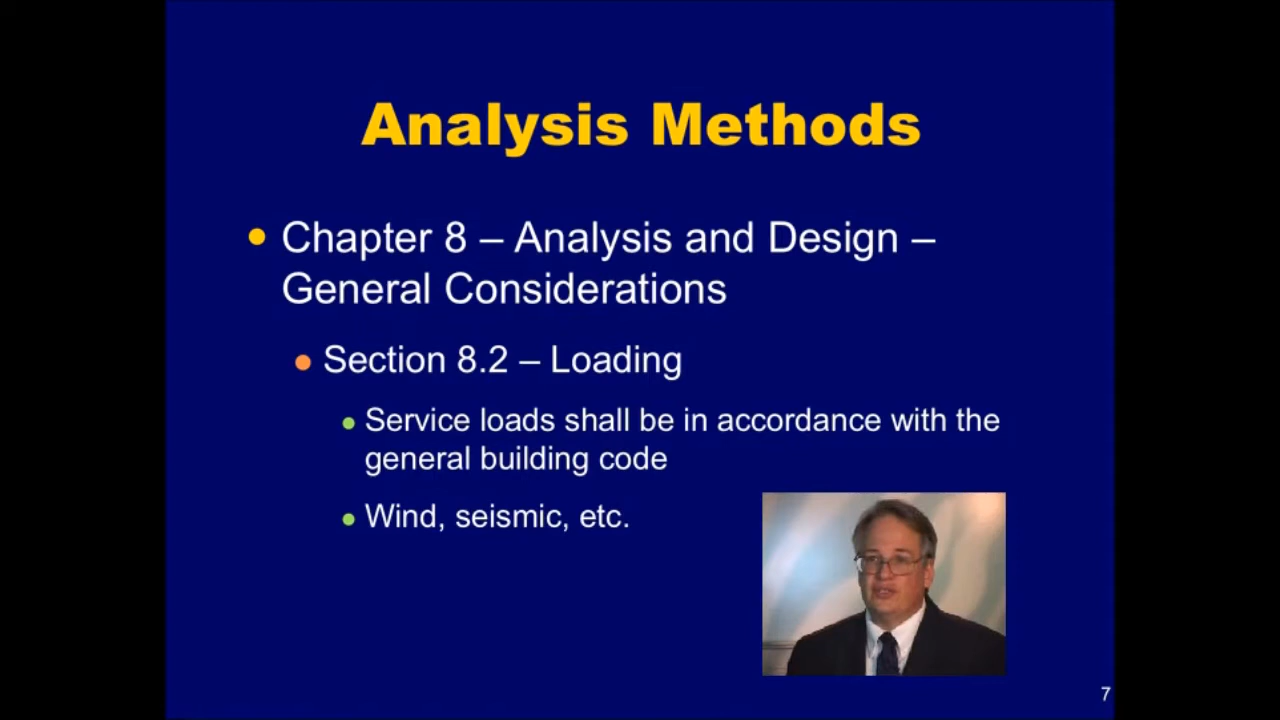 Analysis Methods
Chapter 8 – Analysis and Design –
General Considerations
Section 8.2 – Loading
Service loads shall be in accordance with the
general building code
Wind, seismic, etc.
7